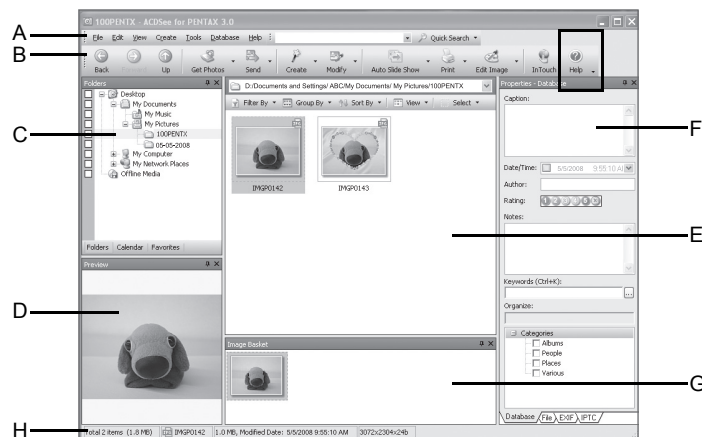 100PENTX - ACDSee for PENTAX 3.0
A
File Edit View Create Tools Database Help
Quick Search
B
Back
Up
Get Photos
Send
Create
Modify
Auto Slide Show
Print
Edit Image
InTouch
Help
Folders
D:/Documents and Settings/ ABC/My Documents/ My Pictures/100PENTX
Properties - Database
Desktop
My Documents
My Music
My Pictures
C
100PENTX
05-05-2008
My Computer
My Network Places
Offline Media
Folders Calendar Favorites
Filter By Group By Sort By View Select
IMGP0142
IMGP0143
E
Caption:
F
Date/Time: 5/5/2008 9:55:10 AM
Author:
Rating: 1 2 3 4 5
Notes:
Keywords (Ctrl+K):
...
Organize:
Categories
Albums
People
Places
Various
Database File EXIF IPTC
Preview
D
Image Basket
G
H
Total 2 items (1.8 MB) IMGP0142 1.0 MB, Modified Date: 5/5/2008 9:55:10 AM 3072x2304x24b